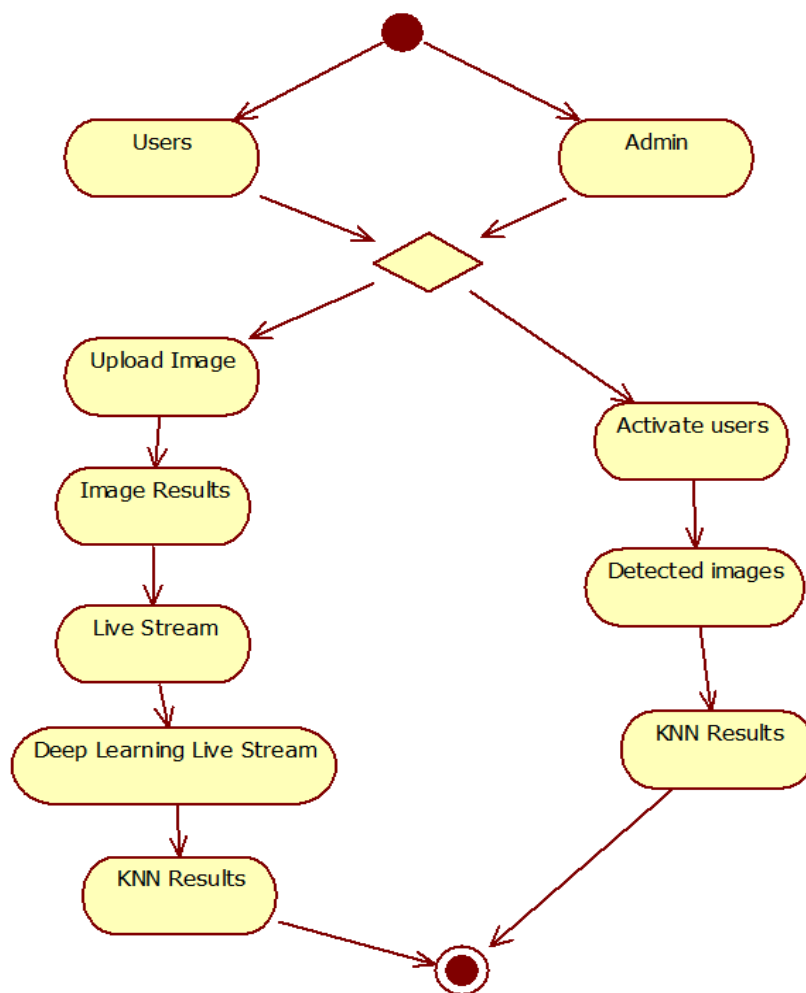 Users
Admin
Upload Image
Activate users
Image Results
Detected images
Live Stream
KNN Results
Deep Learning Live Stream
KNN Results